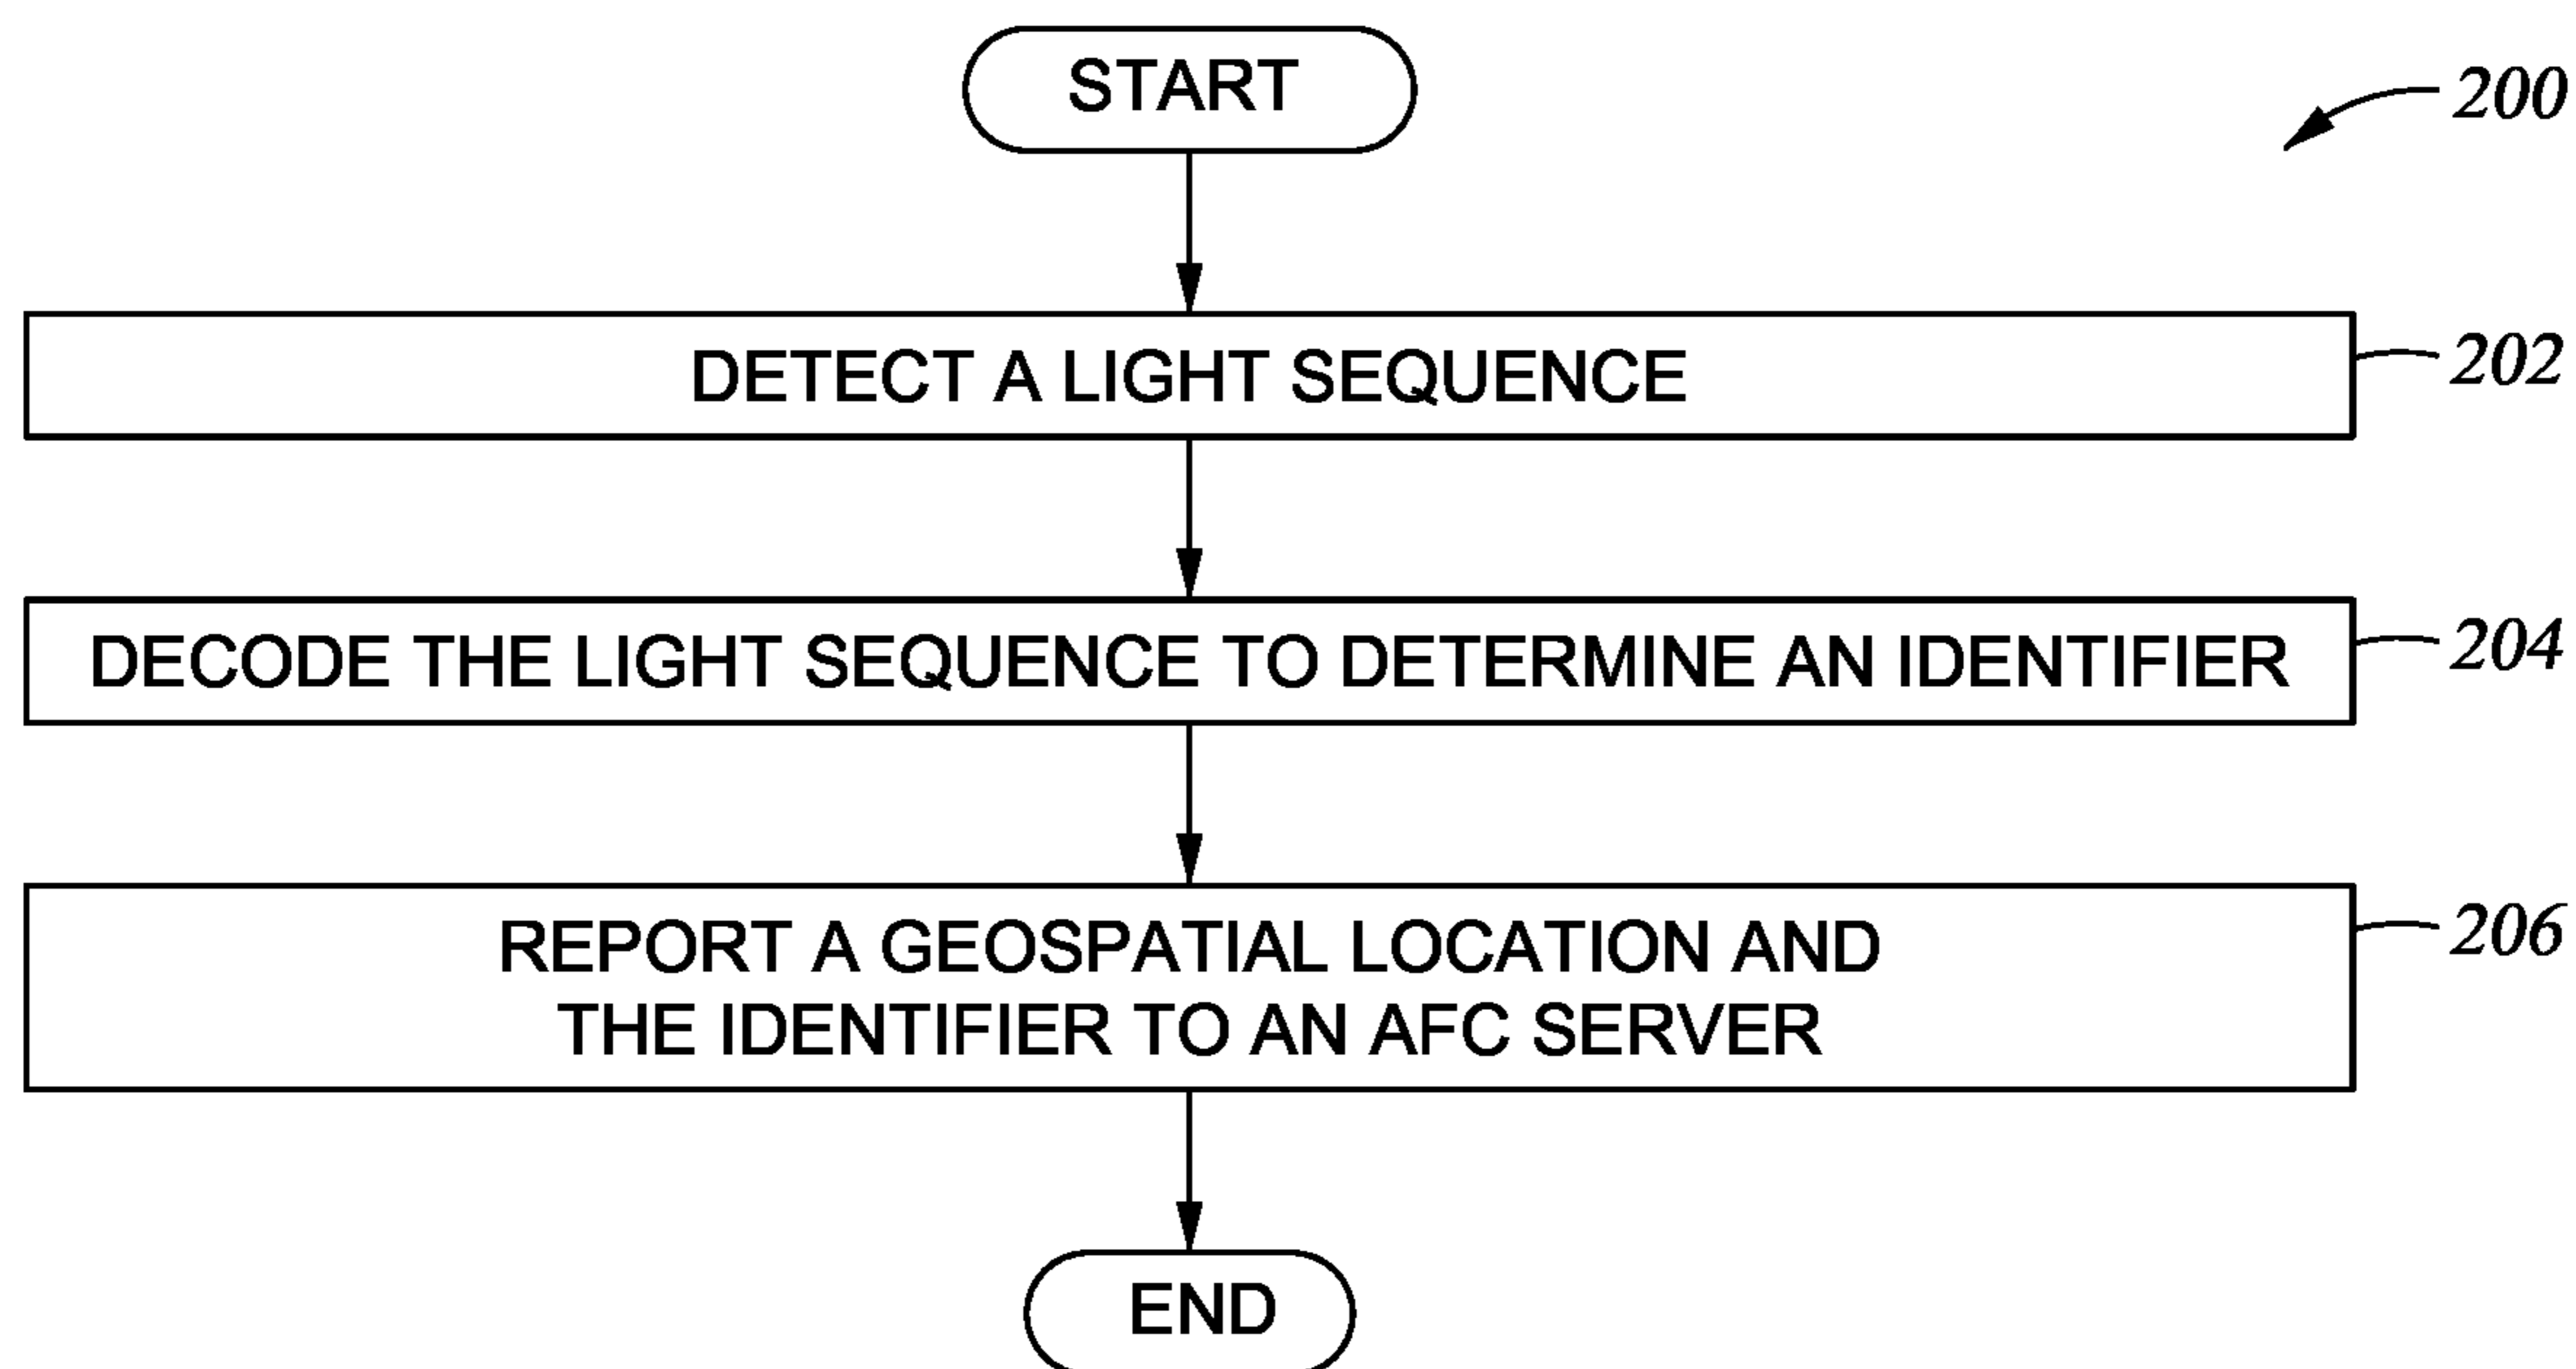 START
200
DETECT A LIGHT SEQUENCE
202
DECODE THE LIGHT SEQUENCE TO DETERMINE AN IDENTIFIER
204
REPORT A GEOSPATIAL LOCATION AND
THE IDENTIFIER TO AN AFC SERVER
206
END